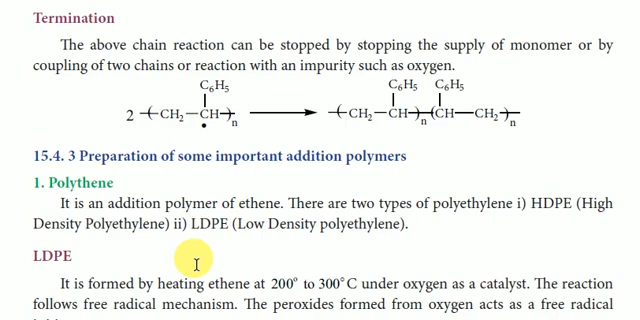 Termination
The above chain reaction can be stopped by stopping the supply of monomer or by
coupling of two chains or reaction with an impurity such as oxygen.
C₆H₅ C₆H₅ C₆H₅
2 –(CH₂–CH)–n → –(CH₂–CH)–n(CH–CH₂)–n
15.4. 3 Preparation of some important addition polymers
1. Polythene
It is an addition polymer of ethene. There are two types of polyethylene i) HDPE (High
Density Polyethylene) ii) LDPE (Low Density polyethylene).
LDPE
It is formed by heating ethene at 200° to 300°C under oxygen as a catalyst. The reaction
follows free radical mechanism. The peroxides formed from oxygen acts as a free radical